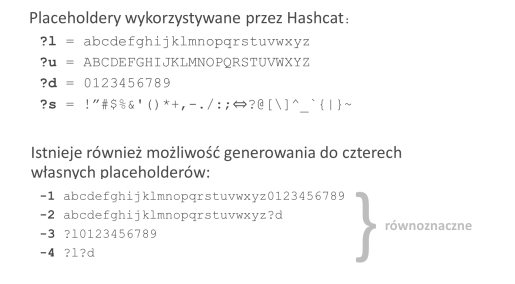 Placeholdery wykorzystywane przez Hashcat:
?l = abcdefghijklmnopqrstuvwxyz
?u = ABCDEFGHIJKLMNOPQRSTUVWXYZ
?d = 0123456789
?s = !”#$%&'()*+,-./:;⇔?@[\]^_`{|}~
Istnieje również możliwość generowania do czterech
własnych placeholderów:
-1 abcdefghijklmnopqrstuvwxyz0123456789
-2 abcdefghijklmnopqrstuvwxyz?d
-3 ?l0123456789
-4 ?l?d
równoznaczne